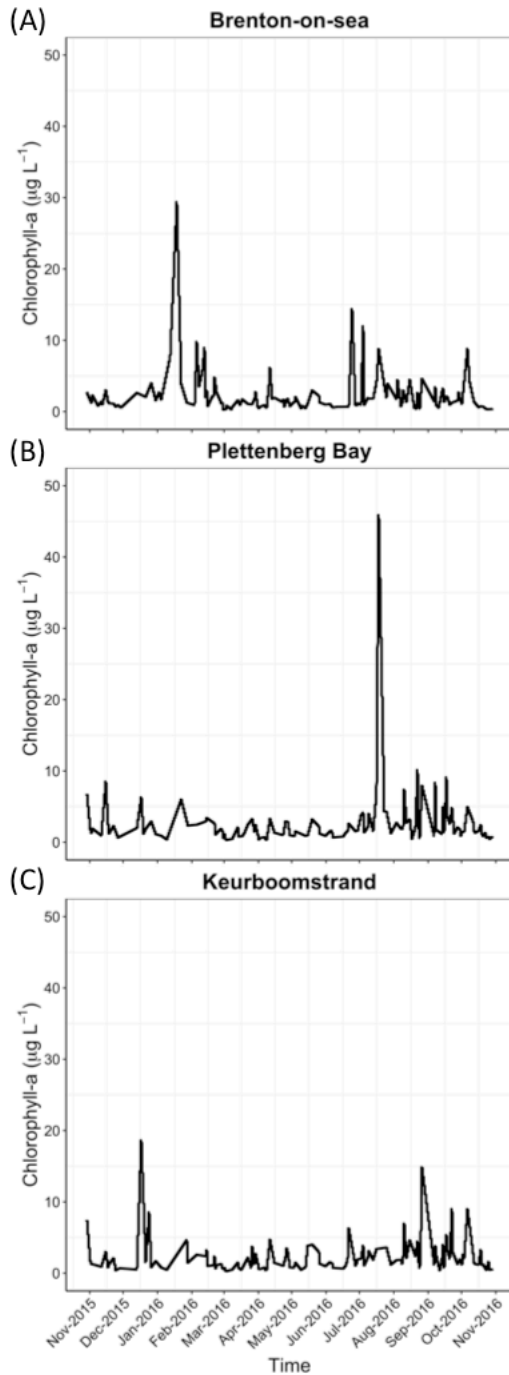 (A)
Brenton-on-sea
50
40
30
20
10
0
Chlorophyll-a (μg L⁻¹)
(B)
Plettenberg Bay
50
40
30
20
10
0
Chlorophyll-a (μg L⁻¹)
(C)
Keurboomstrand
50
40
30
20
10
0
Chlorophyll-a (μg L⁻¹)
Nov-2015
Dec-2015
Jan-2016
Feb-2016
Mar-2016
Apr-2016
May-2016
Jun-2016
Jul-2016
Aug-2016
Sep-2016
Oct-2016
Nov-2016
Time